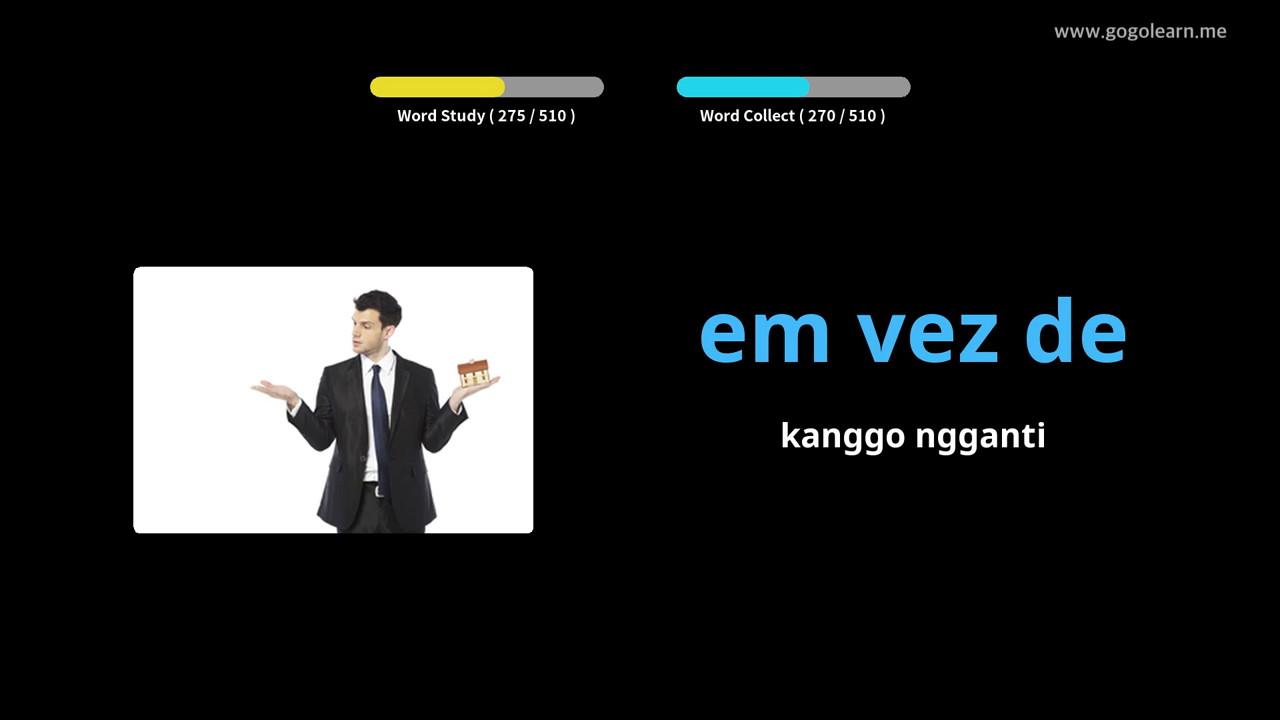 www.gogolearn.me
Word Study ( 275 / 510 )
Word Collect ( 270 / 510 )
em vez de
kanggo ngganti